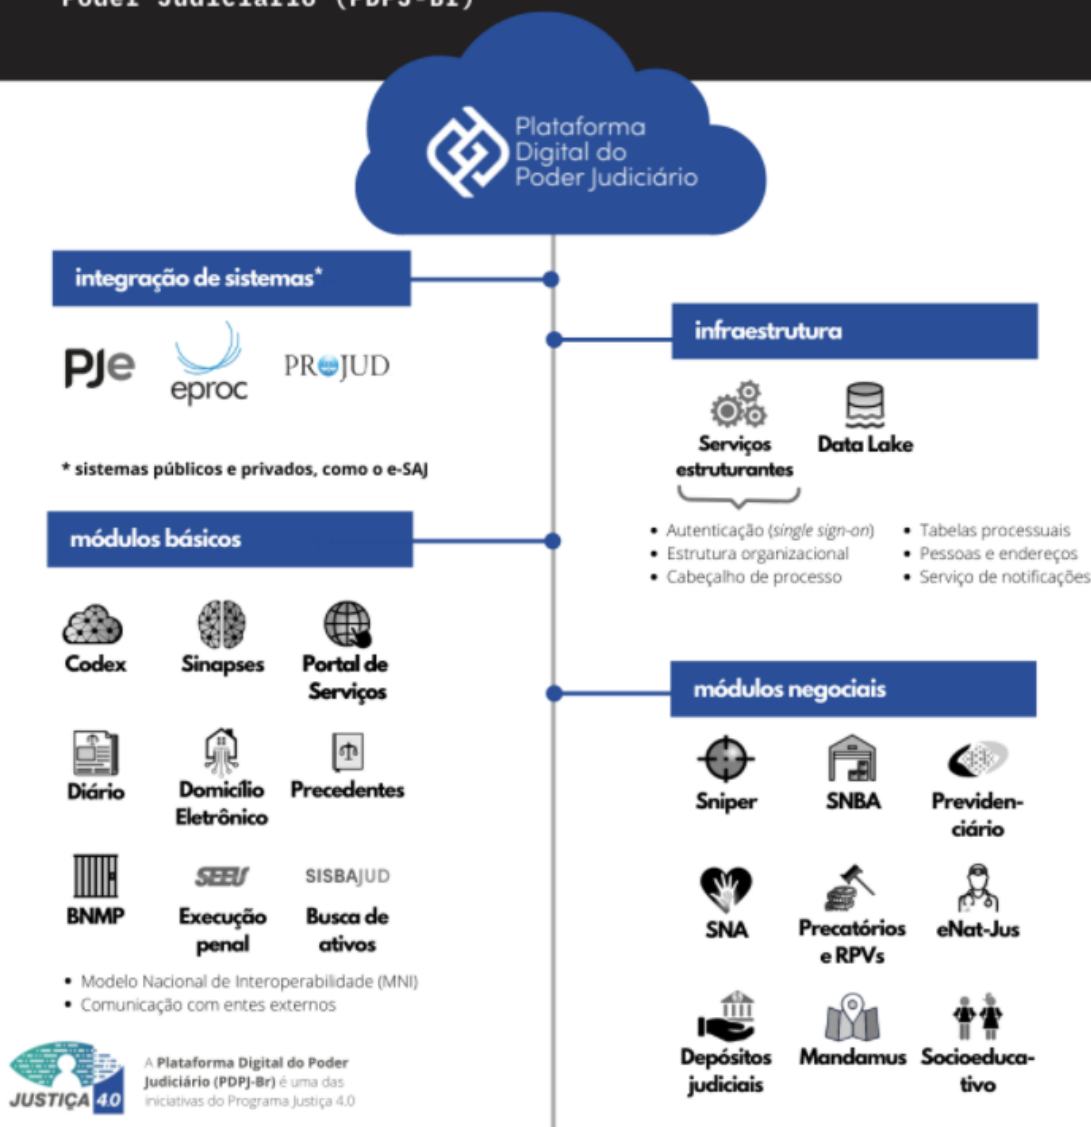 Poder Judiciário (PDPJ-Br)
Plataforma
Digital do
Poder Judiciário
integração de sistemas*
PJe
eproc
PROJUD
* sistemas públicos e privados, como o e-SAJ
infraestrutura
Serviços
estruturantes
Data Lake
• Autenticação (single sign-on)
• Estrutura organizacional
• Cabeçalho de processo
• Tabelas processuais
• Pessoas e endereços
• Serviço de notificações
módulos básicos
Codex
Sinapses
Portal de
Serviços
Diário
Domicílio
Eletrônico
Precedentes
BNMP
SEEU
Execução
penal
SISBAJUD
Busca de
ativos
• Modelo Nacional de Interoperabilidade (MNI)
• Comunicação com entes externos
módulos negociais
Sniper
SNBA
Previden-
ciário
SNA
Precatórios
e RPVs
eNat-Jus
Depósitos
judiciais
Mandamus
Socioeduca-
tivo
JUSTIÇA 4.0
A Plataforma Digital do Poder
Judiciário (PDPJ-Br) é uma das
iniciativas do Programa Justiça 4.0